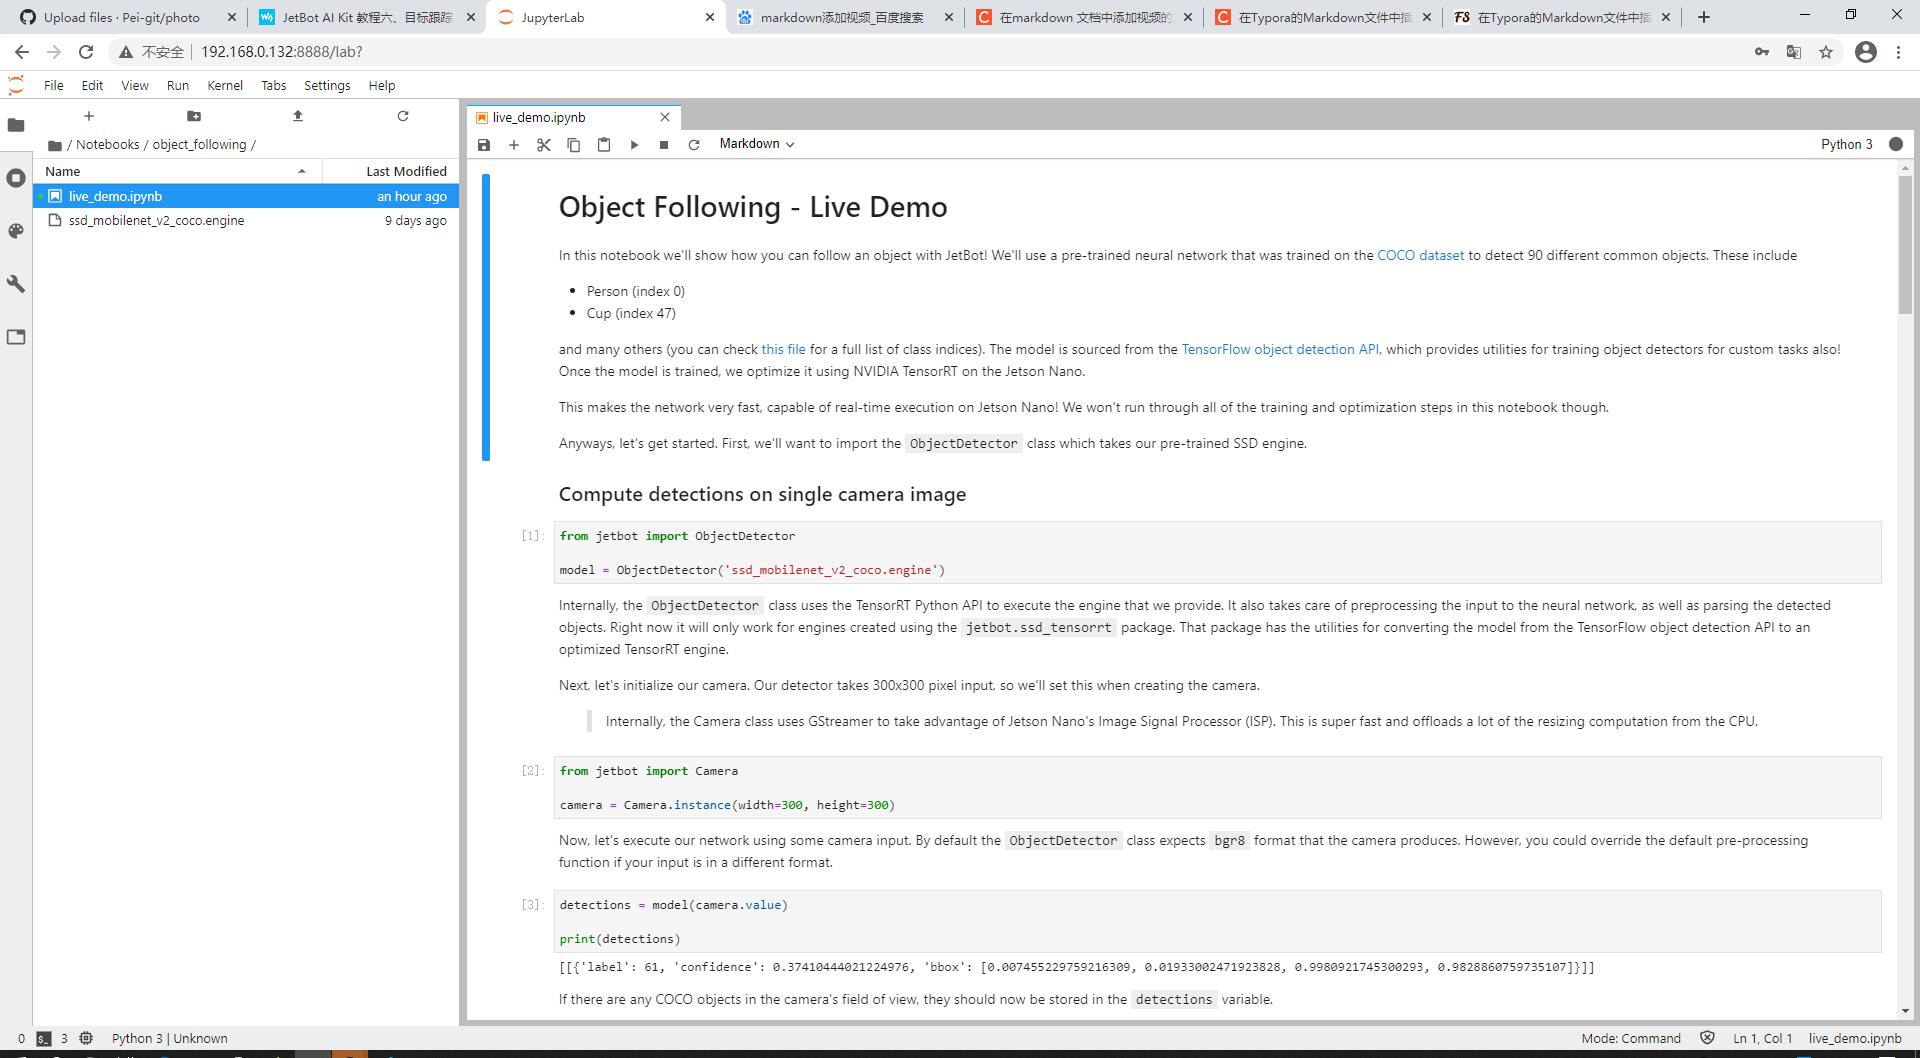 Upload files · Pei-git/photo
JetBot AI Kit 教程六、目标跟踪
JupyterLab
markdown添加视频_百度搜索
在markdown 文档中添加视频的
在Typora的Markdown文件中插
在Typora的Markdown文件中插
不安全 192.168.0.132:8888/lab?
File Edit View Run Kernel Tabs Settings Help
/ Notebooks / object_following /
Name Last Modified
live_demo.ipynb an hour ago
ssd_mobilenet_v2_coco.engine 9 days ago
live_demo.ipynb
Markdown
Python 3
Object Following - Live Demo
In this notebook we'll show how you can follow an object with JetBot! We'll use a pre-trained neural network that was trained on the COCO dataset to detect 90 different common objects. These include
• Person (index 0)
• Cup (index 47)
and many others (you can check this file for a full list of class indices). The model is sourced from the TensorFlow object detection API, which provides utilities for training object detectors for custom tasks also!
Once the model is trained, we optimize it using NVIDIA TensorRT on the Jetson Nano.
This makes the network very fast, capable of real-time execution on Jetson Nano! We won't run through all of the training and optimization steps in this notebook though.
Anyways, let's get started. First, we'll want to import the ObjectDetector class which takes our pre-trained SSD engine.
Compute detections on single camera image
[1]: from jetbot import ObjectDetector
model = ObjectDetector('ssd_mobilenet_v2_coco.engine')
Internally, the ObjectDetector class uses the TensorRT Python API to execute the engine that we provide. It also takes care of preprocessing the input to the neural network, as well as parsing the detected
objects. Right now it will only work for engines created using the jetbot.ssd_tensorrt package. That package has the utilities for converting the model from the TensorFlow object detection API to an
optimized TensorRT engine.
Next, let's initialize our camera. Our detector takes 300x300 pixel input, so we'll set this when creating the camera.
Internally, the Camera class uses GStreamer to take advantage of Jetson Nano's Image Signal Processor (ISP). This is super fast and offloads a lot of the resizing computation from the CPU.
[2]: from jetbot import Camera
camera = Camera.instance(width=300, height=300)
Now, let's execute our network using some camera input. By default the ObjectDetector class expects bgr8 format that the camera produces. However, you could override the default pre-processing
function if your input is in a different format.
[3]: detections = model(camera.value)
print(detections)
[[{'label': 61, 'confidence': 0.37410444021224976, 'bbox': [0.007455229759216309, 0.01933002471923828, 0.9980921745300293, 0.9828860759735107]}]]
If there are any COCO objects in the camera's field of view, they should now be stored in the detections variable.
0 3 Python 3 | Unknown
Mode: Command Ln 1, Col 1 live_demo.ipynb